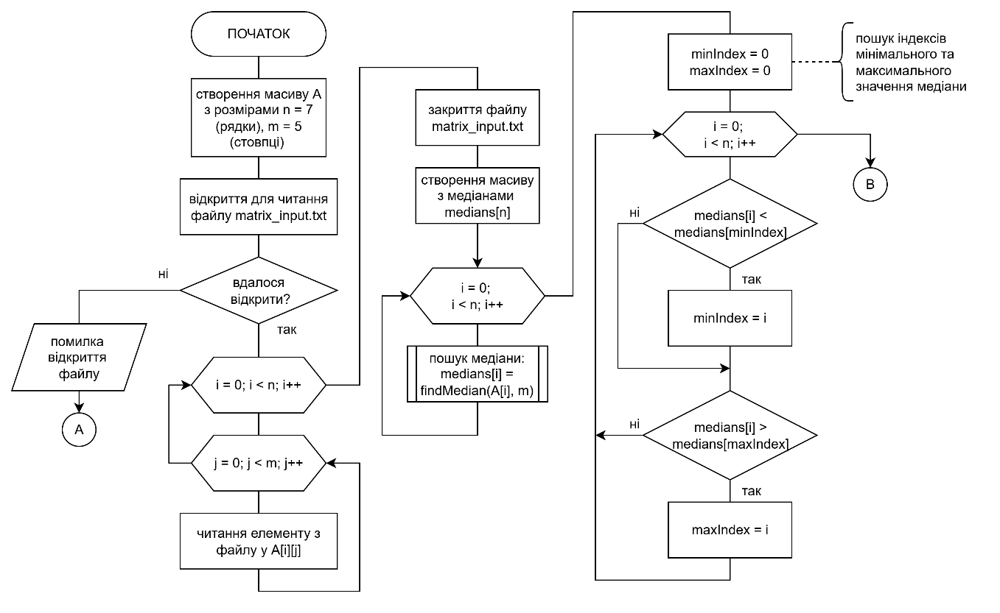 ПОЧАТОК
створення масиву A
з розмірами n = 7
(рядки), m = 5
(стовпці)
відкриття для читання
файлу matrix_input.txt
вдалося
відкрити?
ні
так
помилка
відкриття
файлу
A
i = 0; i < n; i++
j = 0; j < m; j++
читання елементу з
файлу у A[i][j]
закриття файлу
matrix_input.txt
створення масиву
з медіанами
medians[n]
i = 0;
i < n; i++
пошук медіани:
medians[i] =
findMedian(A[i], m)
minIndex = 0
maxIndex = 0
пошук індексів
мінімального та
максимального
значення медіани
i = 0;
i < n; i++
B
medians[i] <
medians[minIndex]
ні
так
minIndex = i
medians[i] >
medians[maxIndex]
ні
так
maxIndex = i